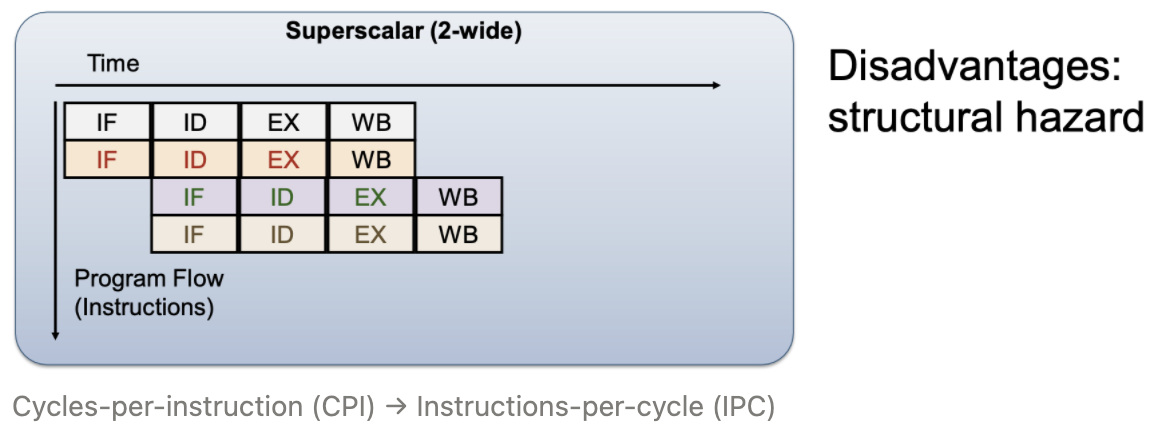 Superscalar (2-wide)
Time
IF ID EX WB
IF ID EX WB
IF ID EX WB
IF ID EX WB
Program Flow
(Instructions)
Disadvantages:
structural hazard
Cycles-per-instruction (CPI) → Instructions-per-cycle (IPC)